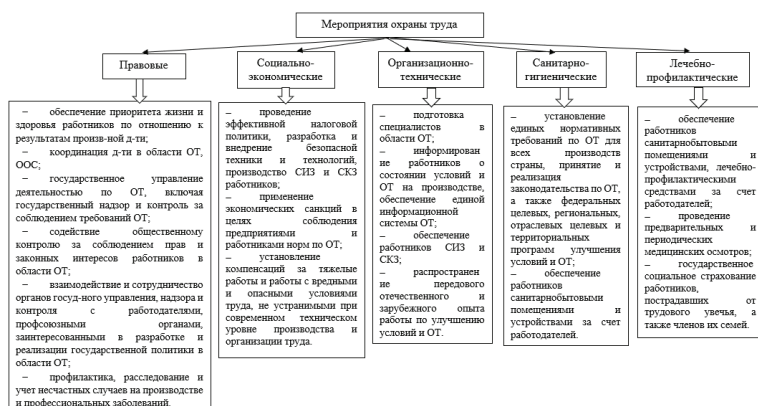 Мероприятия охраны труда
Правовые
Социально-
экономические
Организационно-
технические
Санитарно-
гигиенические
Лечебно-
профилактические
– обеспечение приоритета жизни и
здоровья работников по отношению к
результатам произв-ной д-ти;
– координация д-ти в области ОТ,
ООС;
– государственное управление
деятельностью по ОТ, включая
государственный надзор и контроль за
соблюдением требований ОТ;
– содействие общественному
контролю за соблюдением прав и
законных интересов работников в
области ОТ;
– взаимодействие и сотрудничество
органов госуд-ного управления, надзора и
контроля с работодателями,
профсоюзными органами,
заинтересованными в разработке и
реализации государственной политики в
области ОТ;
– профилактика, расследование и
учет несчастных случаев на производстве
и профессиональных заболеваний.
– проведение
эффективной налоговой
политики, разработка и
внедрение безопасной
техники и технологий,
производство СИЗ и СКЗ
работников;
– применение
экономических санкций в
целях соблюдения
предприятиями и
работниками норм по ОТ;
– установление
компенсаций за тяжелые
работы и работы с вредными
и опасными условиями
труда, не устранимыми при
современном техническом
уровне производства и
организации труда.
– подготовка
специалистов в
области ОТ;
– информирован
ие работников о
состоянии условий и
ОТ на производстве,
обеспечение единой
информационной
системы ОТ;
– обеспечение
работников СИЗ и
СКЗ;
– распространен
ие передового
отечественного и
зарубежного опыта
работы по улучшению
условий и ОТ.
– установление
единых нормативных
требований по ОТ для
всех производств
страны, принятие и
реализация
законодательства по ОТ,
а также федеральных
целевых, региональных,
отраслевых целевых и
территориальных
программ улучшения
условий и ОТ;
– обеспечение
работников
санитарнобытовыми
помещениями и
устройствами за счет
работодателей.
– обеспечение
работников
санитарнобытовыми
помещениями и
устройствами, лечебно-
профилактическими
средствами за счет
работодателей;
– проведение
предварительных и
периодических
медицинских осмотров;
– государственное
социальное страхование
работников,
пострадавших от
трудового увечья, а
также членов их семей.